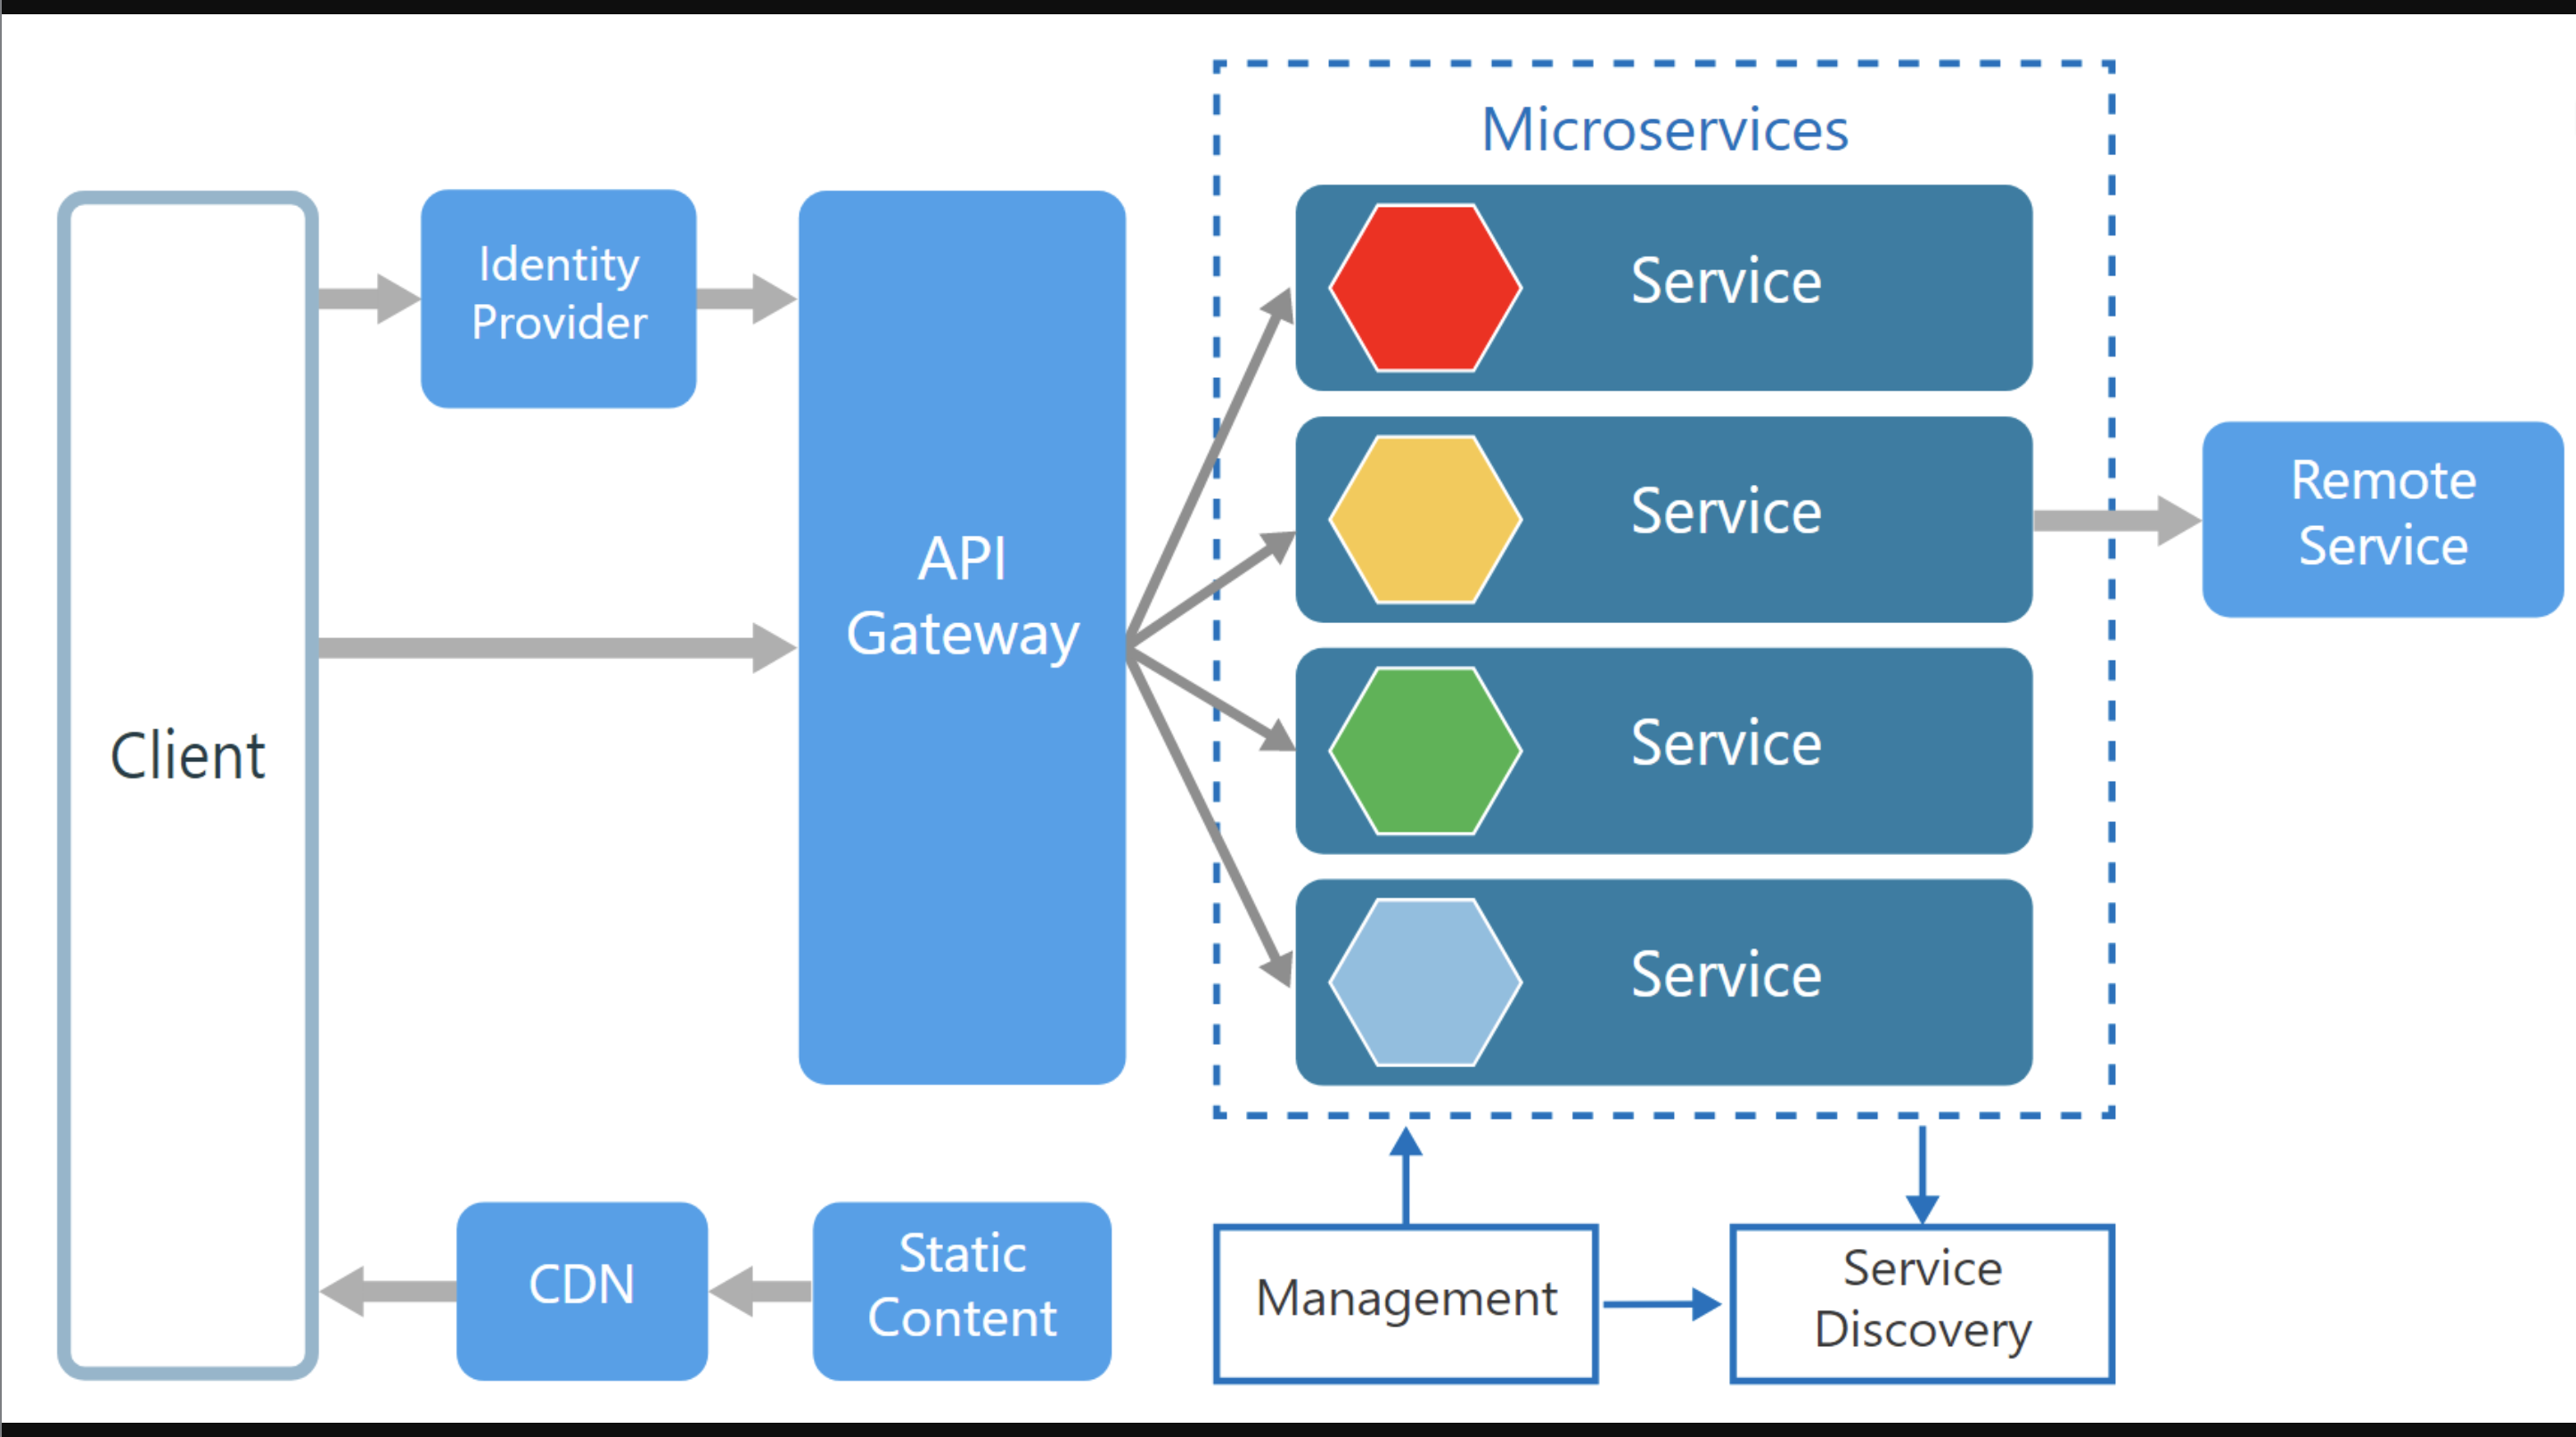 Microservices
Identity
Provider
Service
Service
Remote
Service
API
Gateway
Client
Service
Service
CDN
Static
Content
Management
Service
Discovery